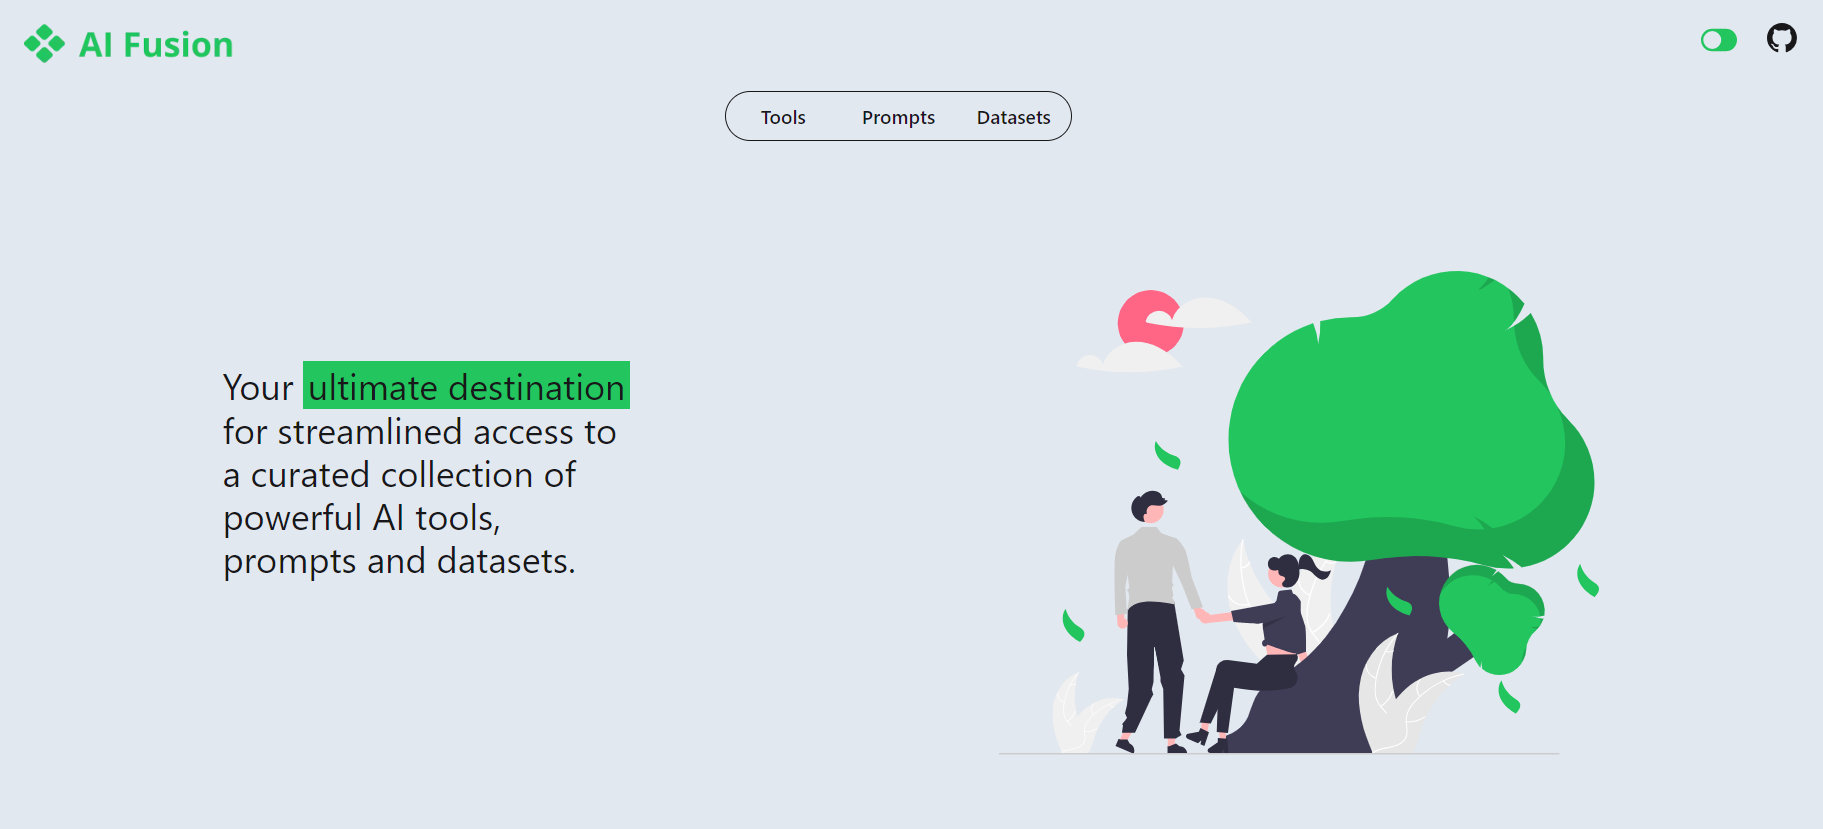 AI Fusion
Tools Prompts Datasets
Your ultimate destination
for streamlined access to
a curated collection of
powerful AI tools,
prompts and datasets.